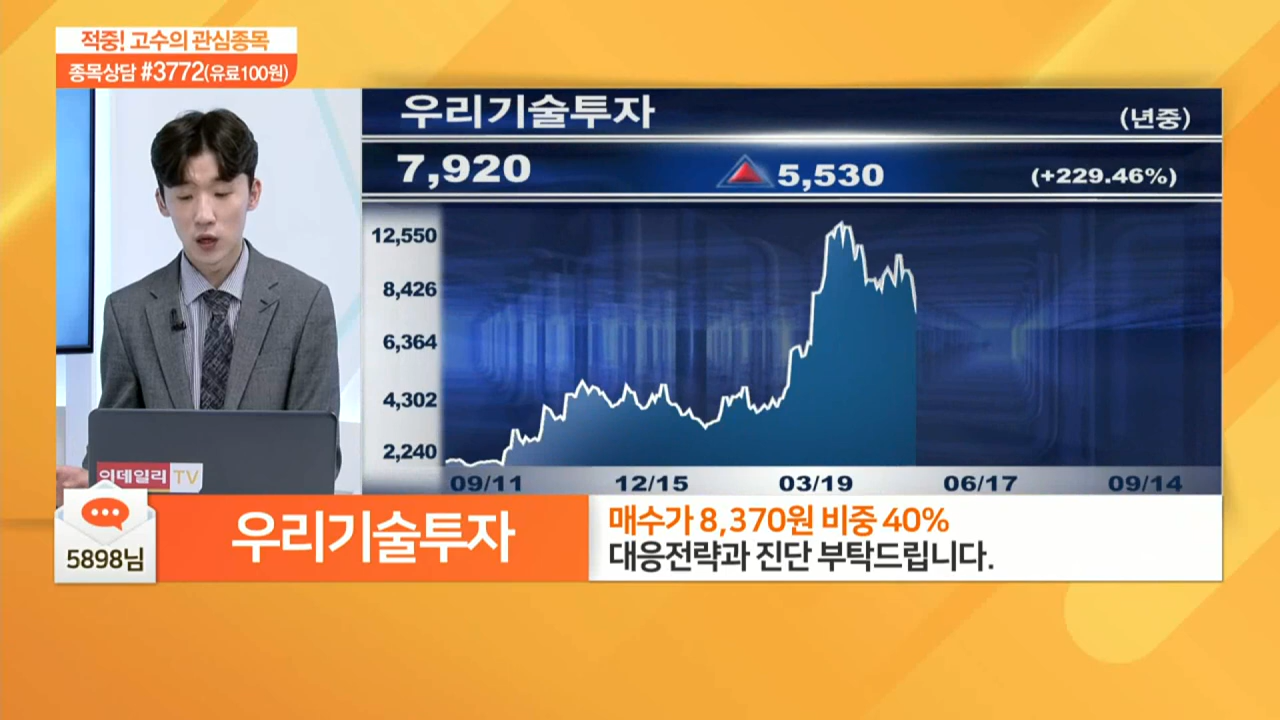 적중! 고수의 관심종목
종목상담 #3772(유료100원)
우리기술투자
(년중)
7,920
5,530
(+229.46%)
12,550
8,426
6,364
4,302
2,240
09/11
12/15
03/19
06/17
09/14
이데일리 TV
5898님
우리기술투자
매수가 8,370원 비중 40%
대응전략과 진단 부탁드립니다.